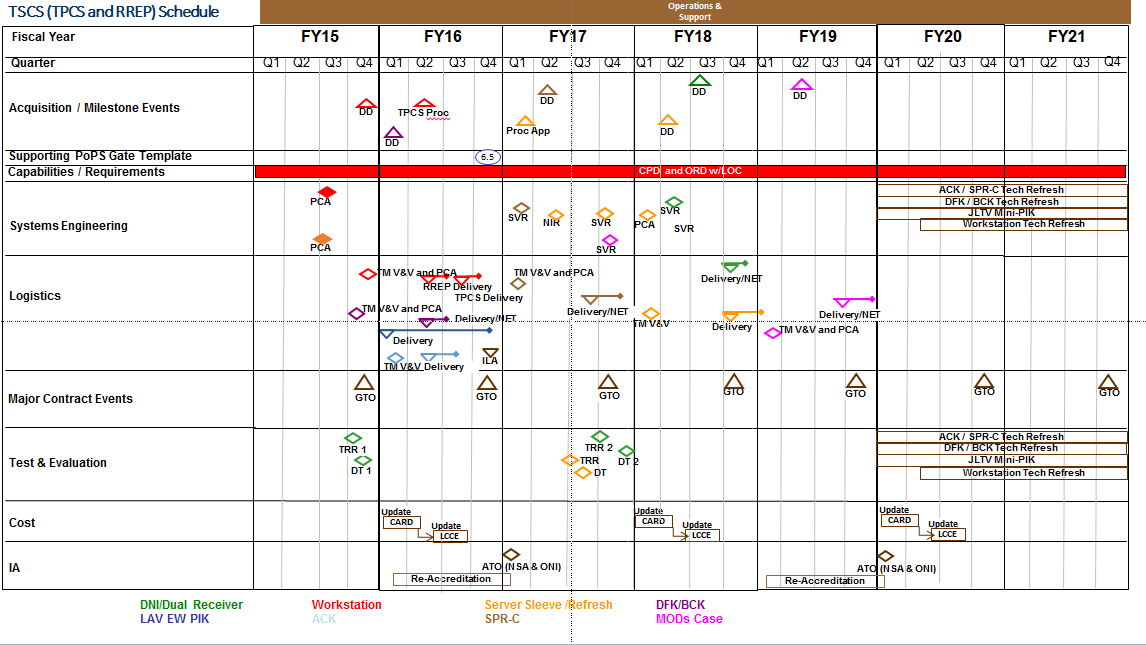 TSCS (TPCS and RREP) Schedule
Operations &
Support
Fiscal Year
FY15 FY16 FY17 FY18 FY19 FY20 FY21
Quarter
Q1 Q2 Q3 Q4 Q1 Q2 Q3 Q4 Q1 Q2 Q3 Q4 Q1 Q2 Q3 Q4 Q1 Q2 Q3 Q4 Q1 Q2 Q3 Q4 Q1 Q2 Q3 Q4
Acquisition / Milestone Events
DD
TPCS Proc
DD
DD
Proc App
DD
DD
DD
Supporting PoPS Gate Template
6.5
Capabilities / Requirements
CPD and ORD w/LOC
Systems Engineering
PCA
PCA
SVR
NIR
SVR
SVR
PCA
SVR
SVR
ACK / SPR-C Tech Refresh
DFK / BCK Tech Refresh
JLTV Mini-PIK
Workstation Tech Refresh
Logistics
TM V&V and PCA
RREP Delivery
TPCS Delivery
TM V&V and PCA
Delivery/NET
Delivery
TM V&V Delivery
ILA
TM V&V and PCA
Delivery/NET
TM V&V
Delivery/NET
Delivery
Delivery/NET
TM V&V and PCA
Major Contract Events
GTO GTO GTO GTO GTO GTO GTO
Test & Evaluation
TRR 1
DT 1
TRR 2
TRR
DT 2
DT
ACK / SPR-C Tech Refresh
DFK / BCK Tech Refresh
JLTV Mini-PIK
Workstation Tech Refresh
Cost
Update
CARD
Update
LCCE
Update
CARD
Update
LCCE
Update
CARD
Update
LCCE
IA
ATO (NSA & ONI)
Re-Accreditation
ATO (NSA & ONI)
Re-Accreditation
DNI/Dual Receiver Workstation Server Sleeve /Refresh DFK/BCK
LAV EW PIK ACK SPR-C MODs Case